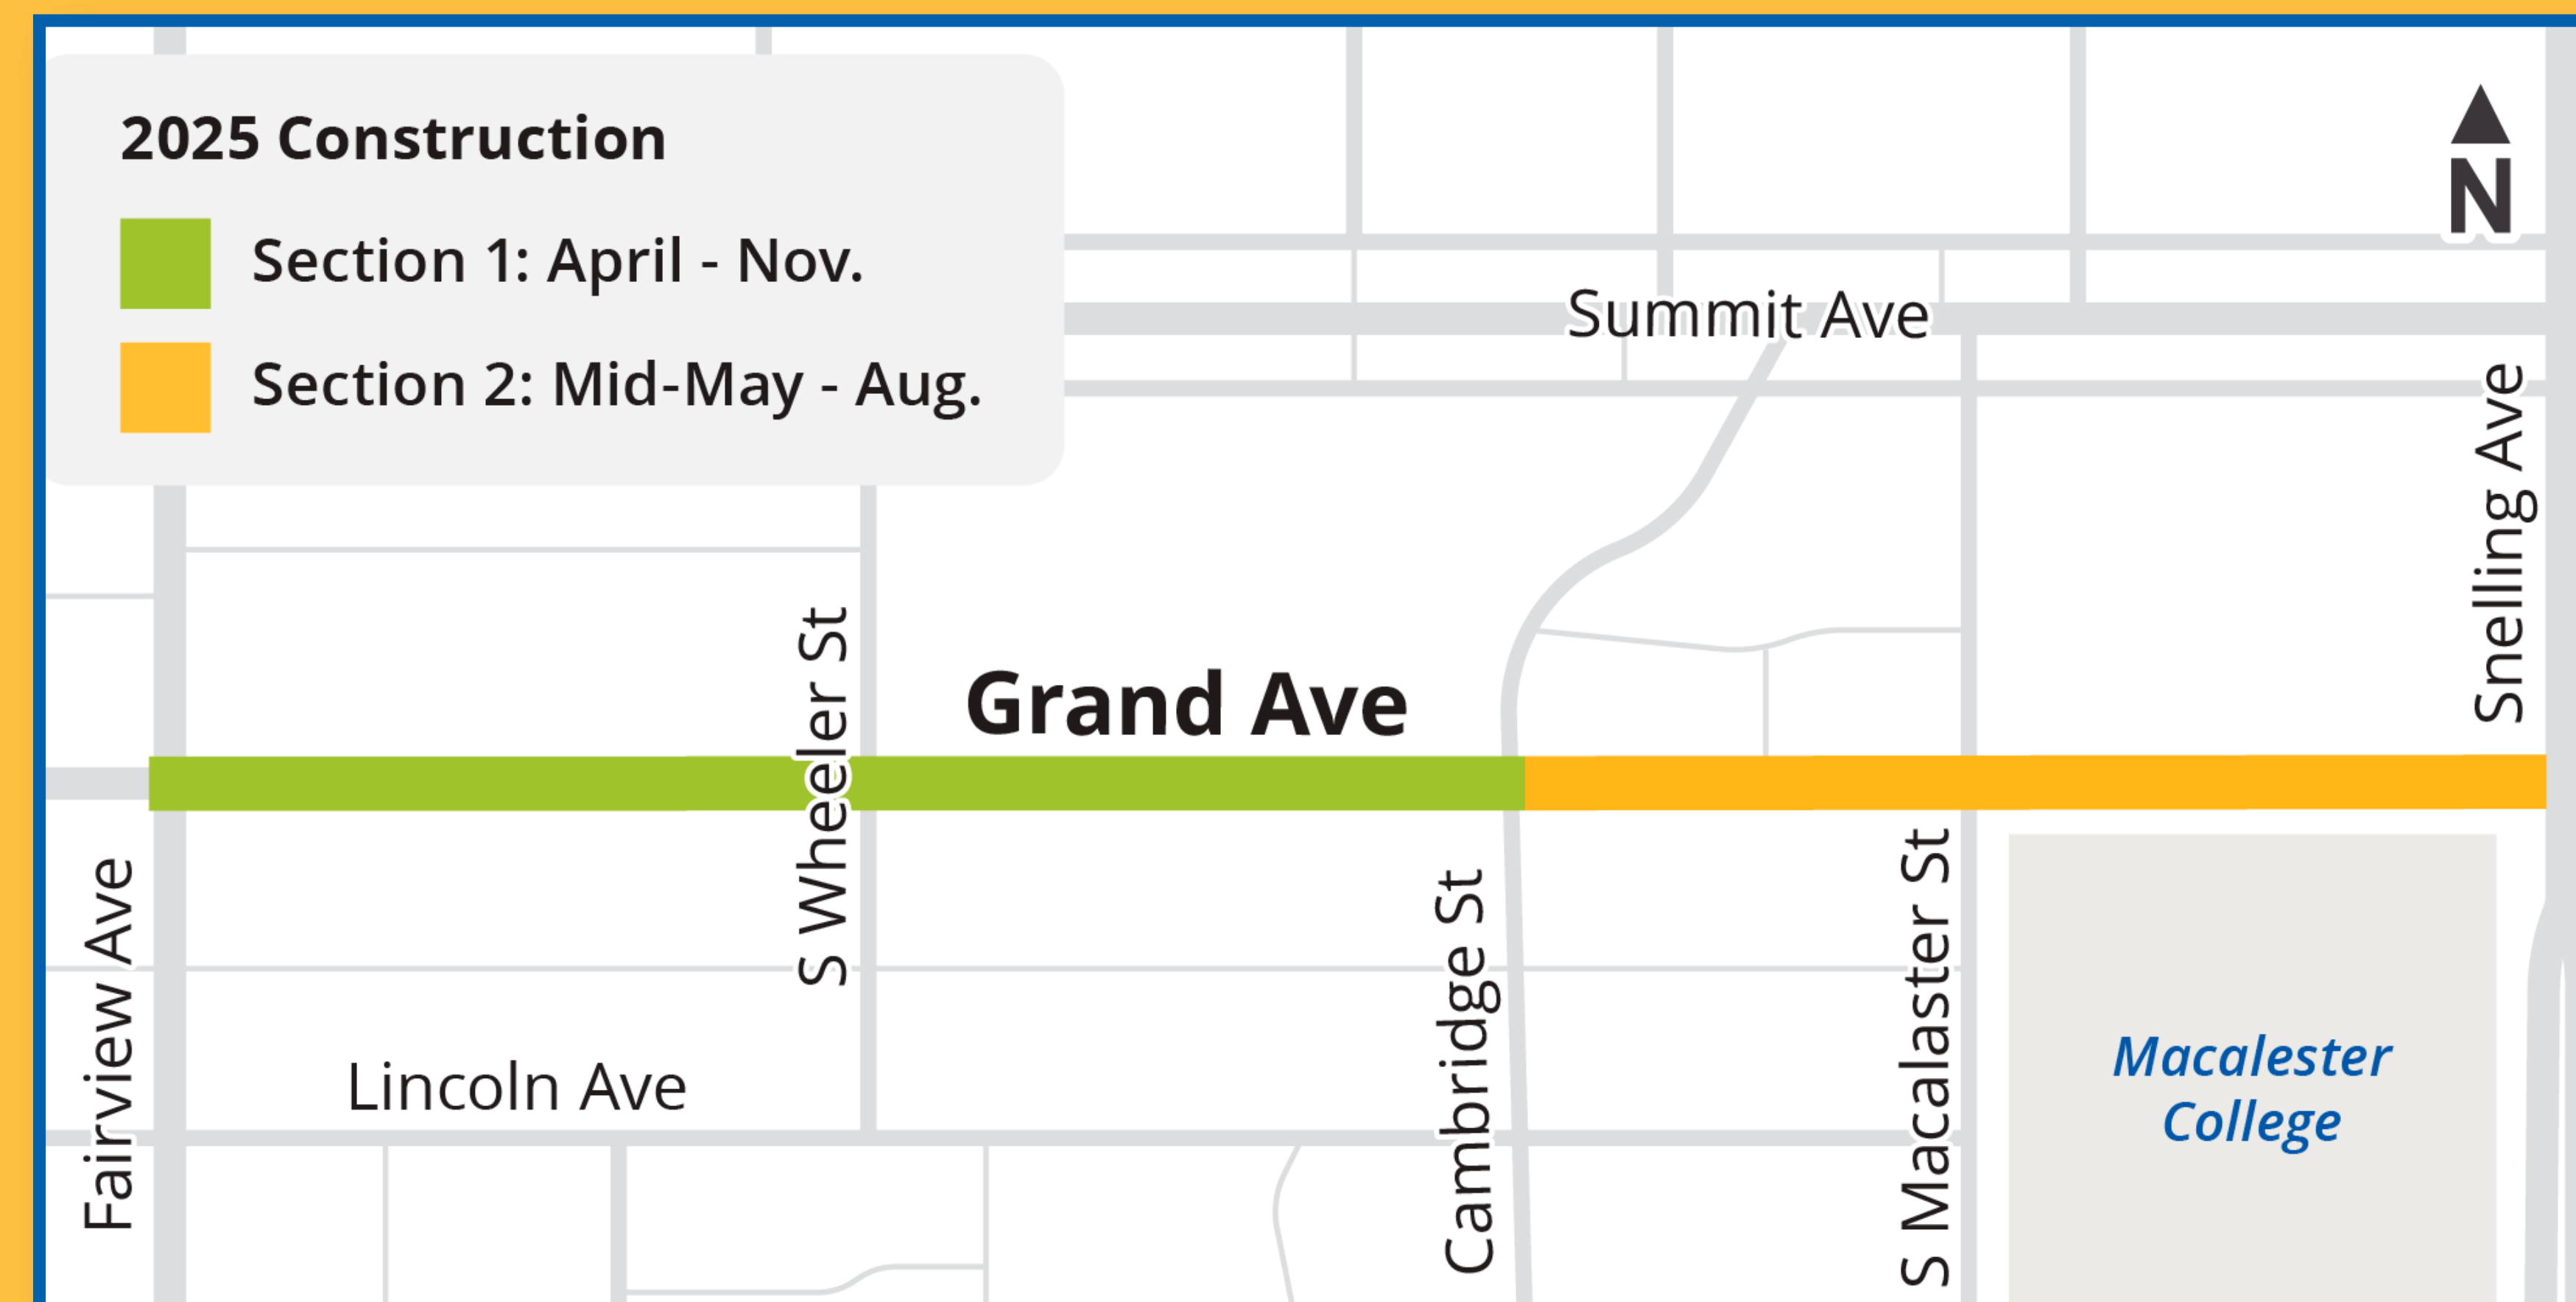 2025 Construction
Section 1: April - Nov.
Section 2: Mid-May - Aug.
N
Summit Ave
Snelling Ave
S Wheeler St
Grand Ave
Fairview Ave
Cambridge St
S Macalaster St
Lincoln Ave
Macalester
College